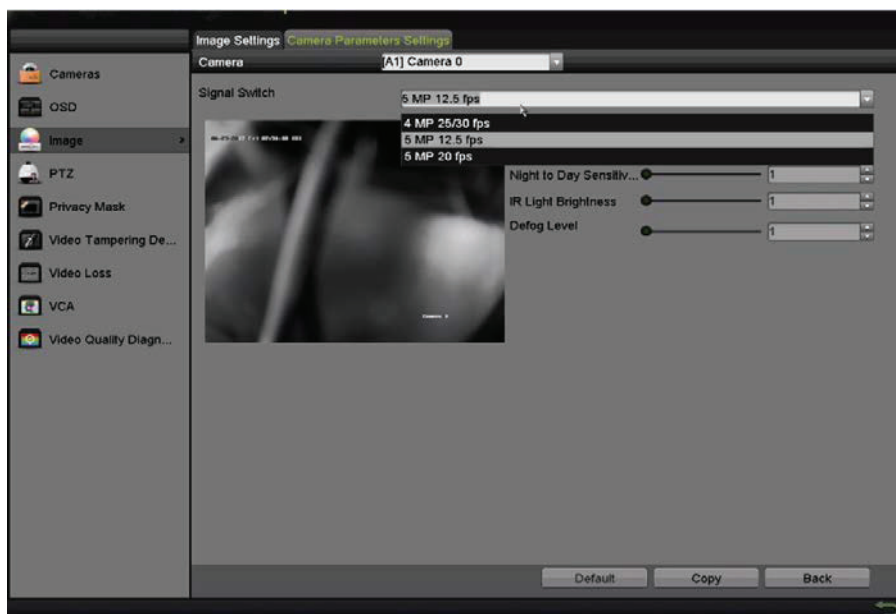 Image Settings Camera Parameters Settings
Camera [A1] Camera 0
Cameras
OSD
Image
PTZ
Privacy Mask
Video Tampering De...
Video Loss
VCA
Video Quality Diagn...
Signal Switch 5 MP 12.5 fps
4 MP 25/30 fps
5 MP 12.5 fps
5 MP 20 fps
Night to Day Sensitiv... 1
IR Light Brightness 1
Defog Level 1
Default Copy Back